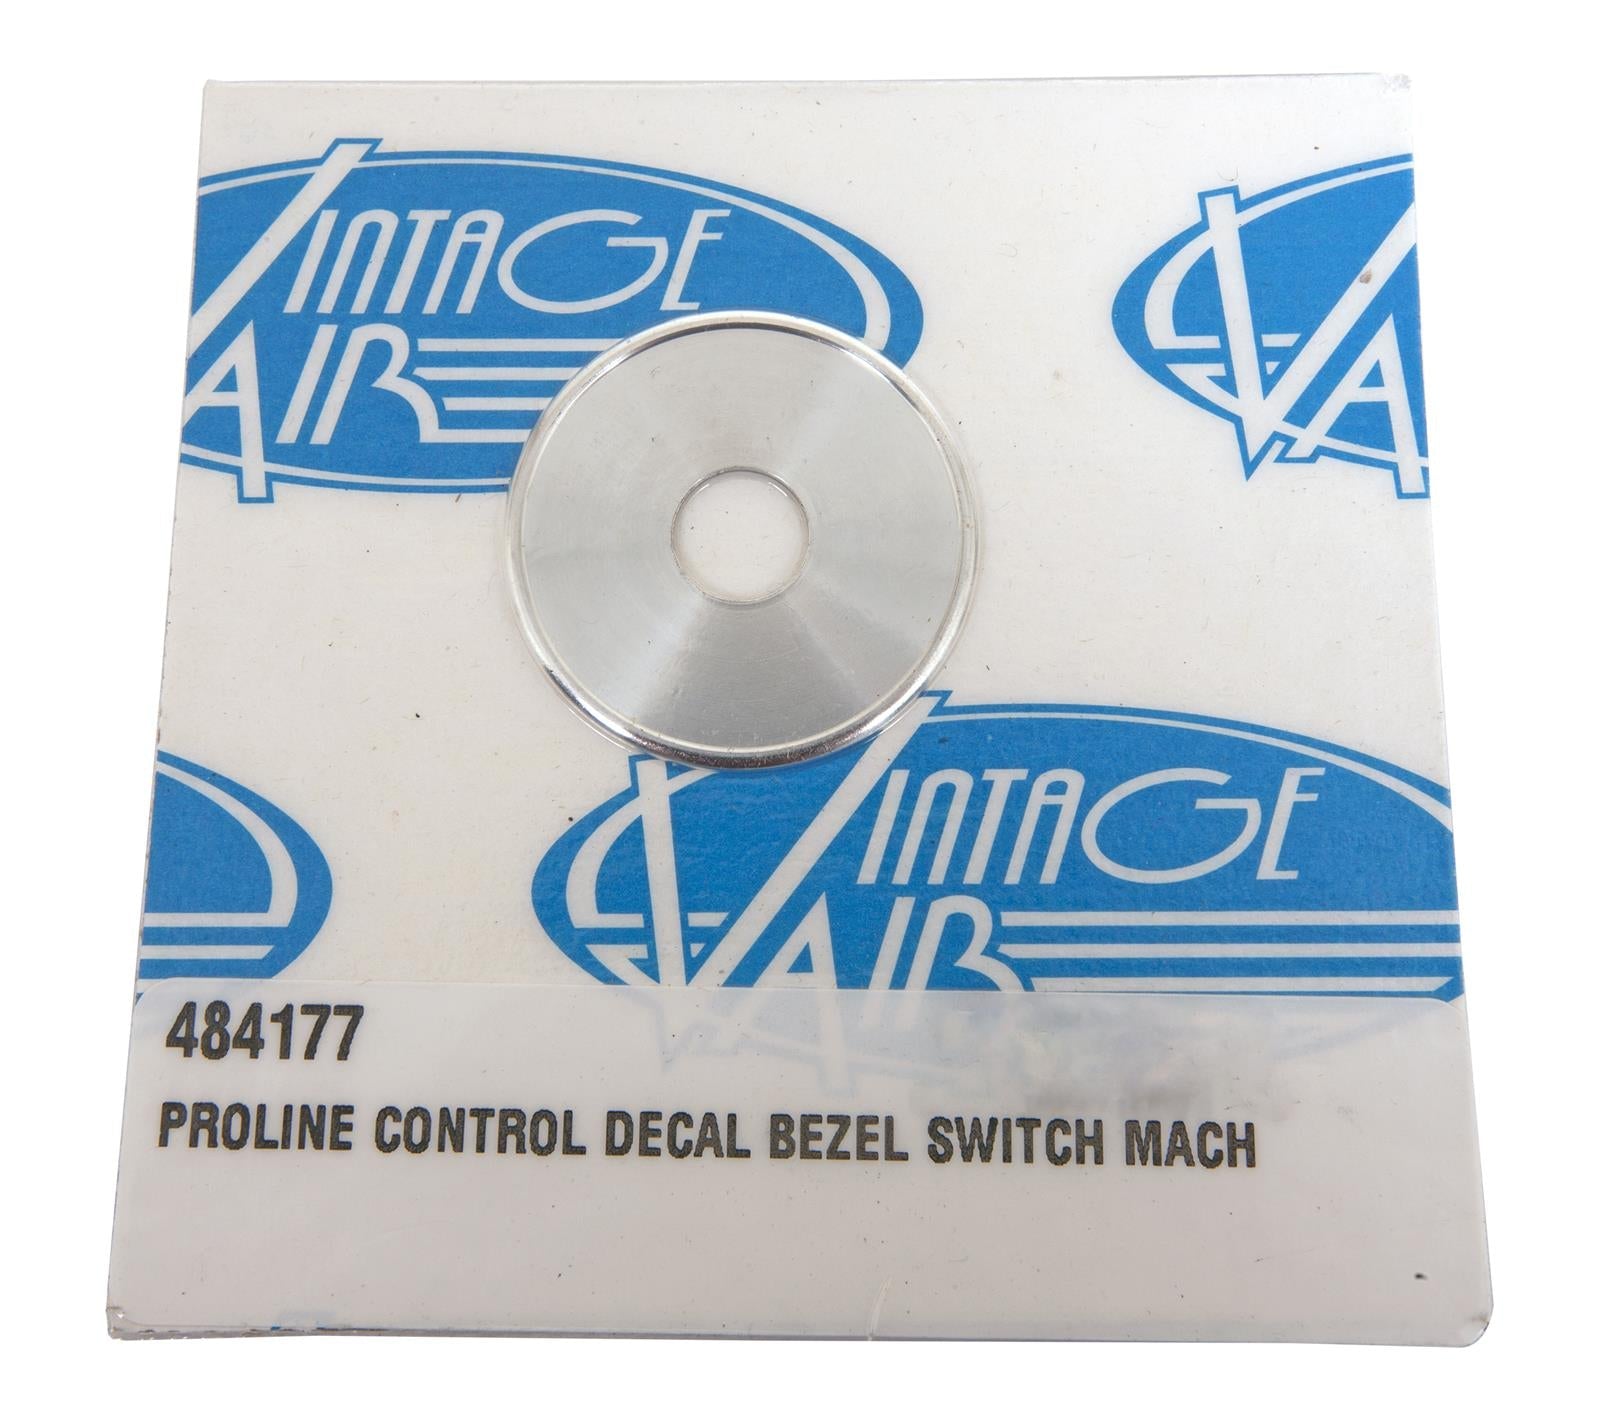 VINTAGE
AIR
VA
VINTAGE
AIR
484177
PROLINE CONTROL DECAL BEZEL SWITCH MACH